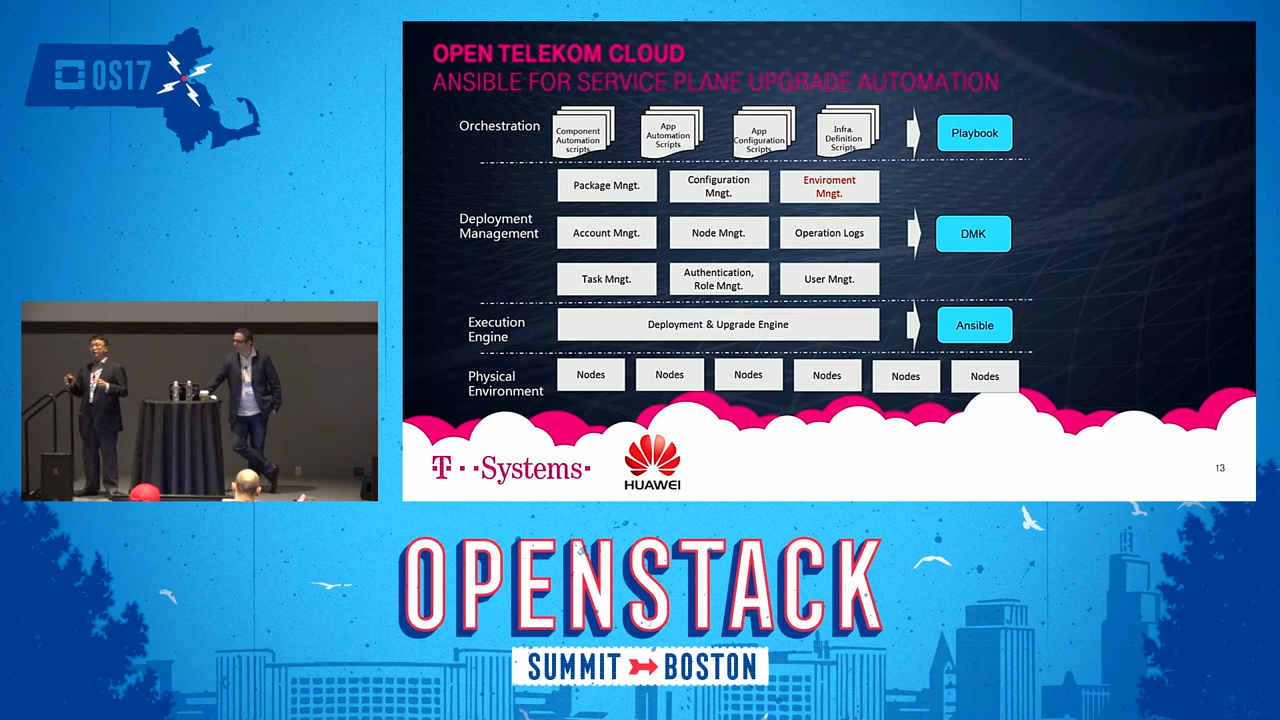 OS17
OPEN TELEKOM CLOUD
ANSIBLE FOR SERVICE PLANE UPGRADE AUTOMATION
Orchestration
Component
Automation
scripts
App
Automation
Scripts
App
Configuration
Scripts
Infra.
Definition
Scripts
Playbook
Deployment
Management
Package Mngt.
Configuration
Mngt.
Enviroment
Mngt.
Account Mngt.
Node Mngt.
Operation Logs
Task Mngt.
Authentication,
Role Mngt.
User Mngt.
DMK
Execution
Engine
Deployment & Upgrade Engine
Ansible
Physical
Environment
Nodes
Nodes
Nodes
Nodes
Nodes
Nodes
T··Systems·
HUAWEI
13
OPENSTACK
SUMMIT BOSTON